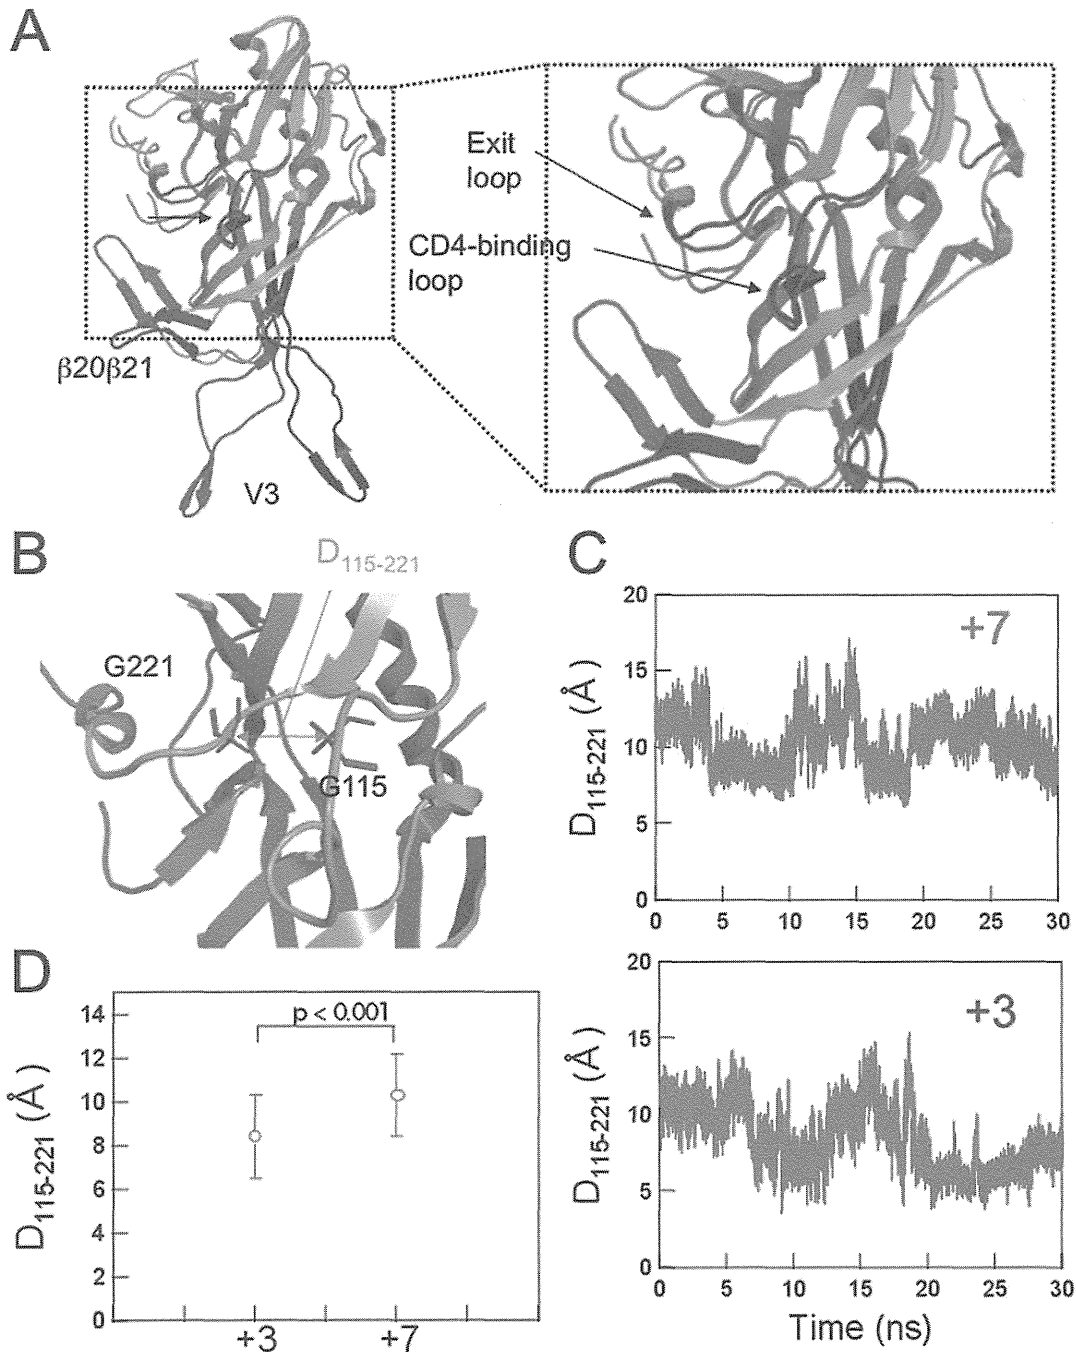 A
Exit
loop
CD4-binding
loop
β20β21
V3
B
D115-221
G221
G115
C
20
15
10
5
0
D115-221 (Å)
+7
0 5 10 15 20 25 30
20
15
10
5
0
D115-221 (Å)
+3
0 5 10 15 20 25 30
Time (ns)
D
14
12
10
8
6
4
2
0
D115-221 (Å)
p < 0.001
+3 +7